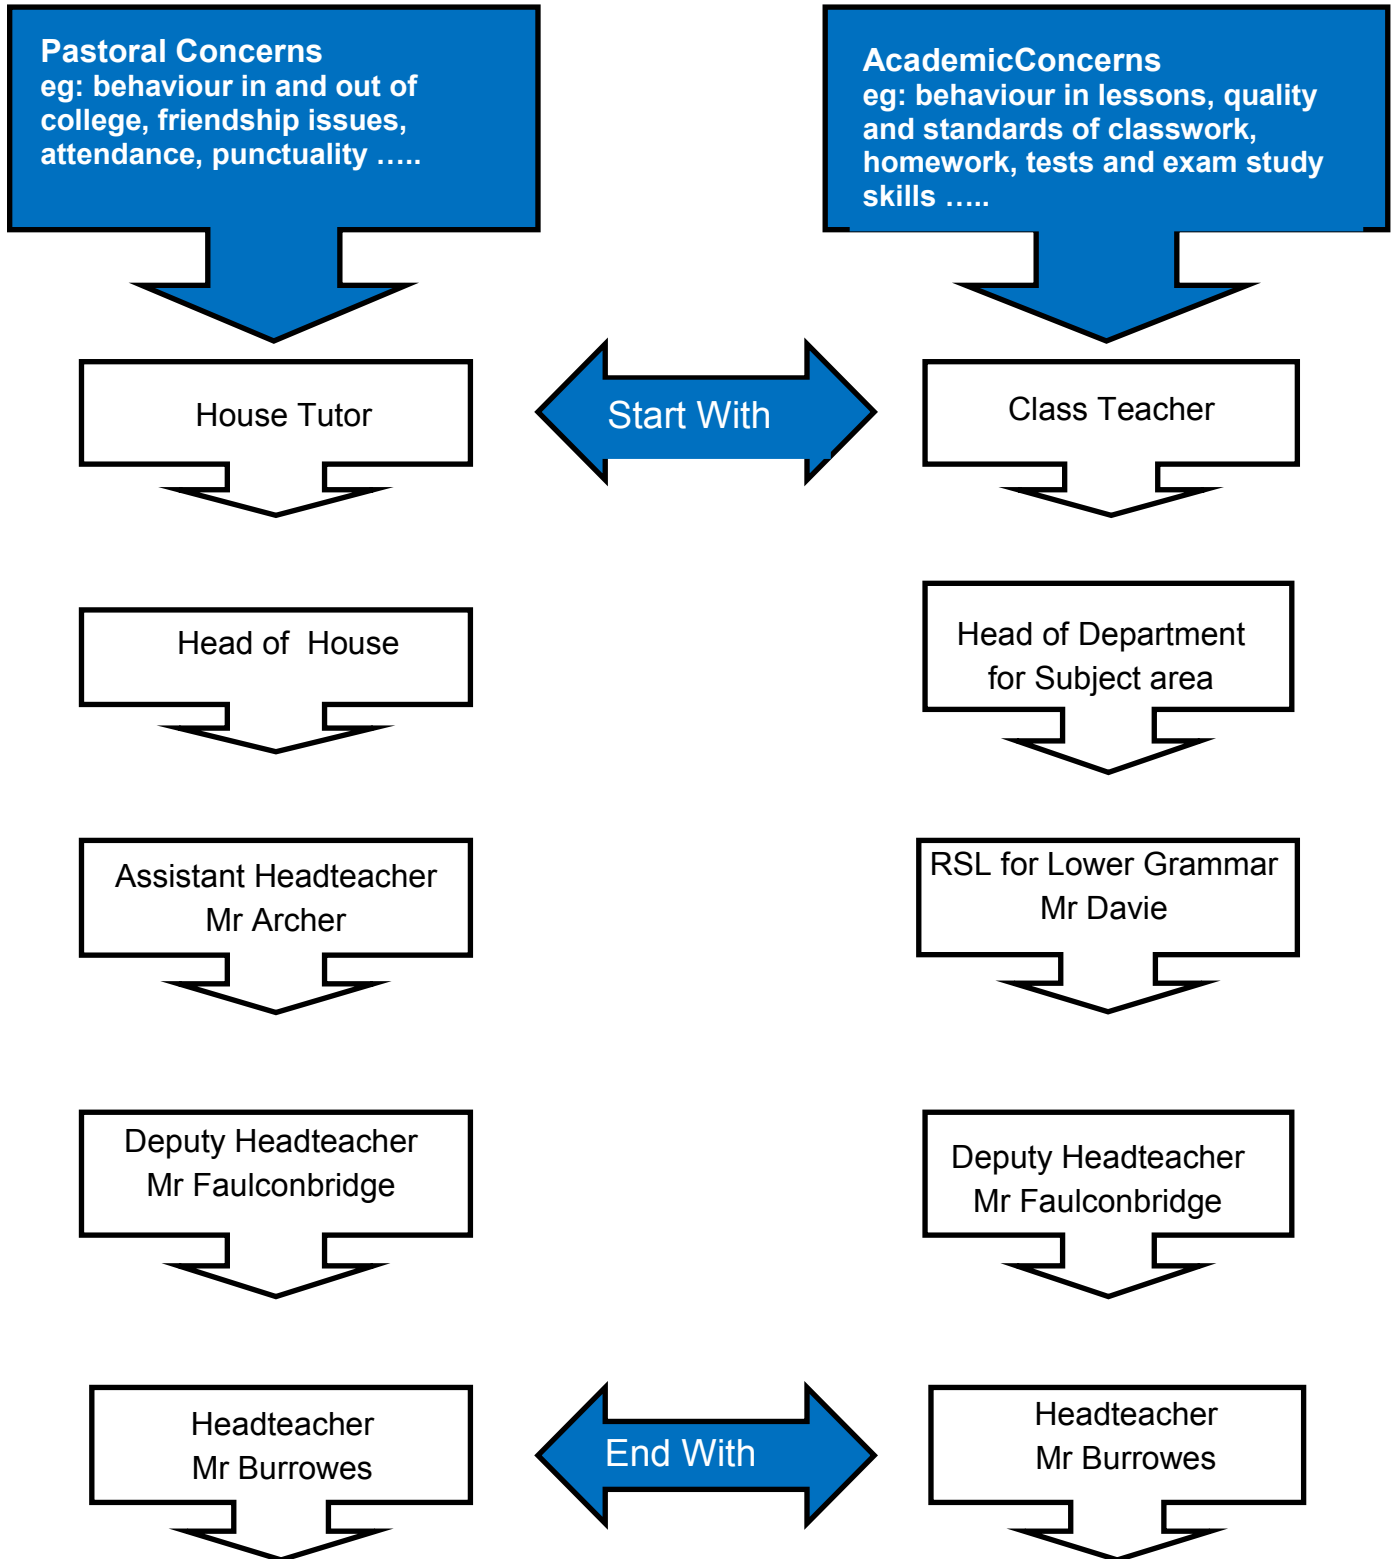 Pastoral Concerns
eg: behaviour in and out of
college, friendship issues,
attendance, punctuality …..
AcademicConcerns
eg: behaviour in lessons, quality
and standards of classwork,
homework, tests and exam study
skills …..
House Tutor
Start With
Class Teacher
Head of  House
Head of Department
for Subject area
Assistant Headteacher
Mr Archer
RSL for Lower Grammar
Mr Davie
Deputy Headteacher
Mr Faulconbridge
Deputy Headteacher
Mr Faulconbridge
Headteacher
Mr Burrowes
End With
Headteacher
Mr Burrowes